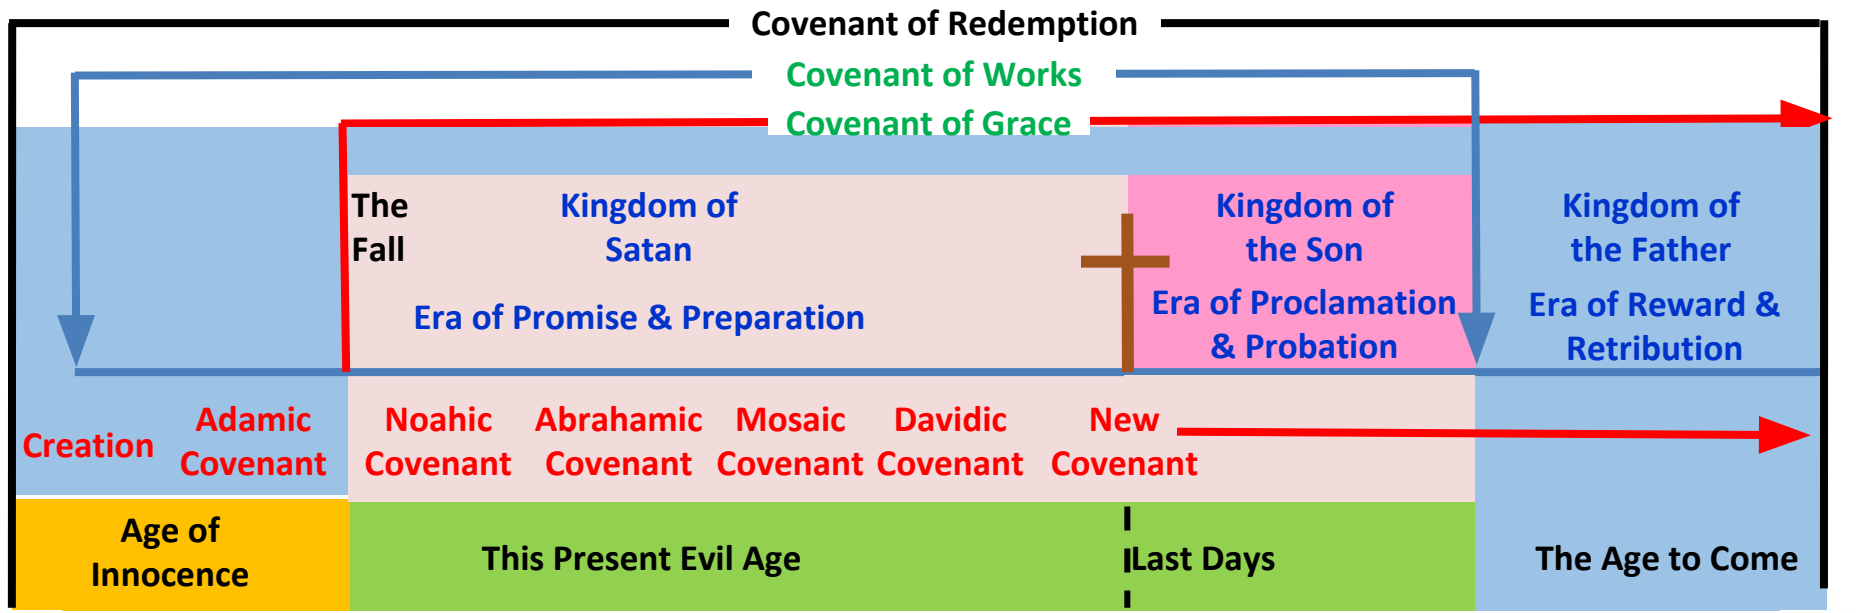 Covenant of Redemption
Covenant of Works
Covenant of Grace
The
Fall
Kingdom of
Satan
Era of Promise & Preparation
Kingdom of
the Son
Era of Proclamation
& Probation
Kingdom of
the Father
Era of Reward &
Retribution
Creation
Adamic
Covenant
Noahic
Covenant
Abrahamic
Covenant
Mosaic
Covenant
Davidic
Covenant
New
Covenant
Age of
Innocence
This Present Evil Age
Last Days
The Age to Come